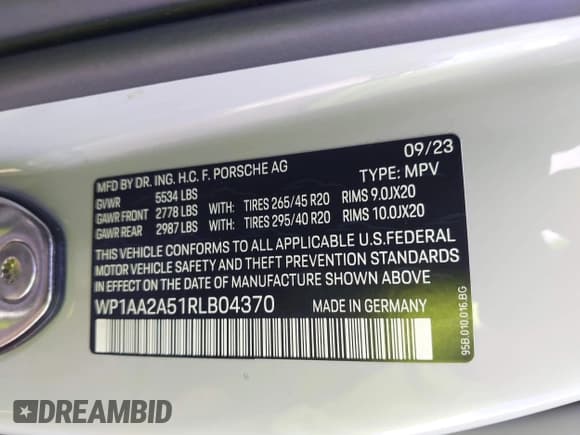 09/23
MFD BY DR. ING. H.C. F. PORSCHE AG
TYPE: MPV
GVWR 5534 LBS
GAWR FRONT 2778 LBS WITH: TIRES 265/45 R20 RIMS 9.0JX20
GAWR REAR 2987 LBS WITH: TIRES 295/40 R20 RIMS 10.0JX20
THIS VEHICLE CONFORMS TO ALL APPLICABLE U.S.FEDERAL
MOTOR VEHICLE SAFETY AND THEFT PREVENTION STANDARDS
IN EFFECT ON THE DATE OF MANUFACTURE SHOWN ABOVE.
WP1AA2A51RLB04370 MADE IN GERMANY
95B.010.016.BG
DREAMBID